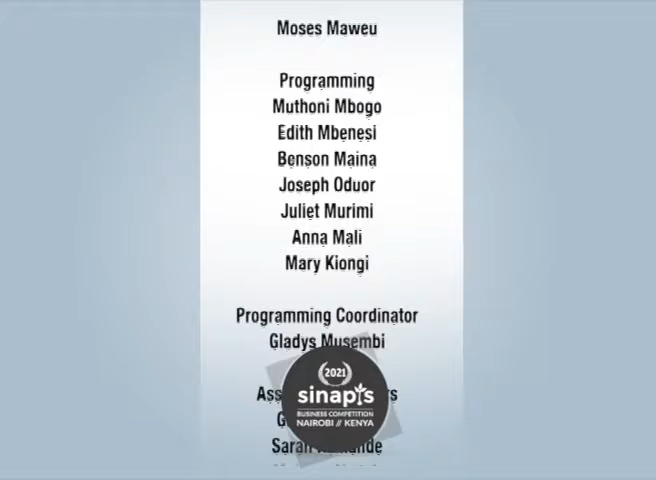 Moses Maweu
Programming
Muthoni Mbogo
Edith Mbenesi
Benson Maina
Joseph Oduor
Juliet Murimi
Anna Mali
Mary Kiongi
Programming Coordinator
Gladys Musembi
2021
sinapis
BUSINESS COMPETITION
NAIROBI // KENYA
Sarah